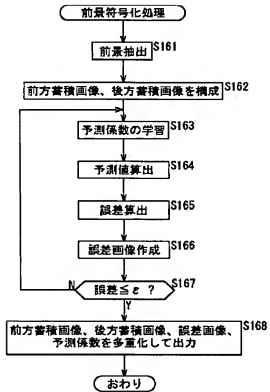 前景符号化処理
前景抽出 S161
前方蓄積画像、後方蓄積画像を構成 S162
予測係数の学習 S163
予測値算出 S164
誤差算出 S165
誤差画像作成 S166
誤差≦ε ? S167
N
Y
前方蓄積画像、後方蓄積画像、誤差画像、 S168
予測係数を多重化して出力
おわり